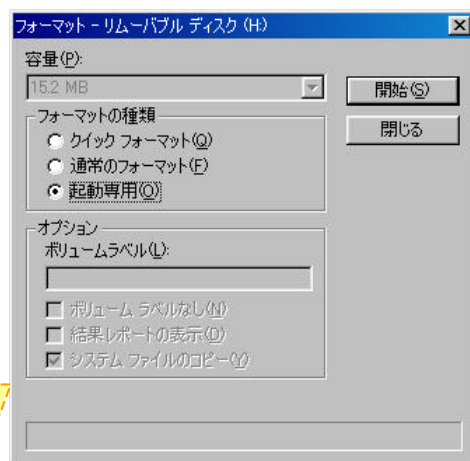 フォーマット - リムーバブル ディスク (H:)
容量(P):
15.2 MB
開始(S)
フォーマットの種類
閉じる
クイック フォーマット(Q)
通常のフォーマット(F)
起動専用(O)
オプション
ボリュームラベル(L):
ボリューム ラベルなし(N)
結果レポートの表示(D)
システム ファイルのコピー(Y)